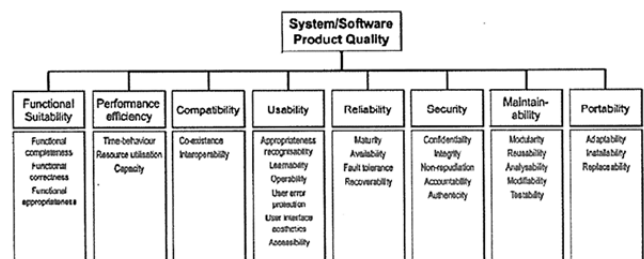 System/Software
Product Quality
Functional
Suitability
Performance
efficiency
Compatibility
Usability
Reliability
Security
Maintain-
ability
Portability
Functional
completeness
Functional
correctness
Functional
appropriateness
Time-behaviour
Resource utilisation
Capacity
Co-existence
Interoperability
Appropriateness
recognisability
Learnability
Operability
User error
protection
User interface
aesthetics
Accessibility
Maturity
Availability
Fault tolerance
Recoverability
Confidentiality
Integrity
Non-repudiation
Accountability
Authenticity
Modularity
Reusability
Analysability
Modifiability
Testability
Adaptability
Installability
Replaceability